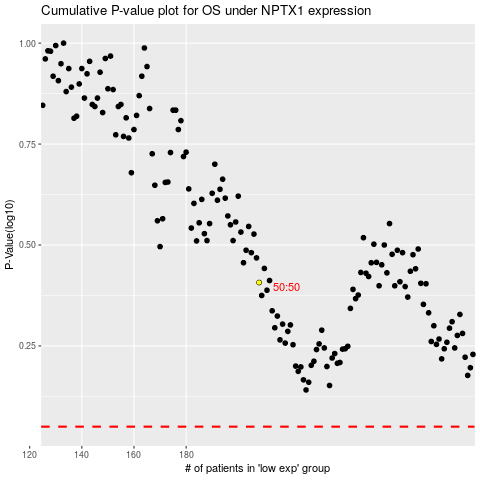 Cumulative P-value plot for OS under NPTX1 expression
1.00
0.75
P-Value(log10)
0.50
50:50
0.25
120 140 160 180
# of patients in 'low exp' group